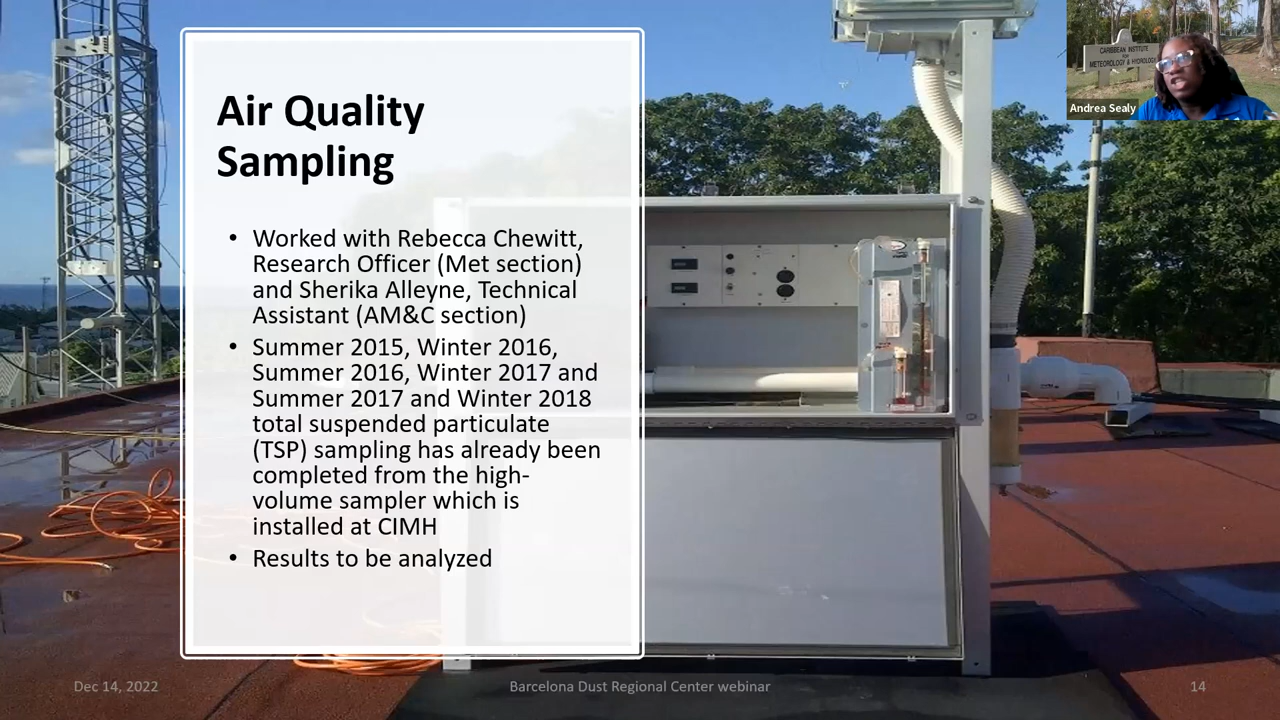 Air Quality
Sampling
• Worked with Rebecca Chewitt,
Research Officer (Met section)
and Sherika Alleyne, Technical
Assistant (AM&C section)
• Summer 2015, Winter 2016,
Summer 2016, Winter 2017 and
Summer 2017 and Winter 2018
total suspended particulate
(TSP) sampling has already been
completed from the high-
volume sampler which is
installed at CIMH
• Results to be analyzed
CARIBBEAN INSTITUTE
FOR
METEOROLOGY & HYDROLOGY
Andrea Sealy
Dec 14, 2022
Barcelona Dust Regional Center webinar
14